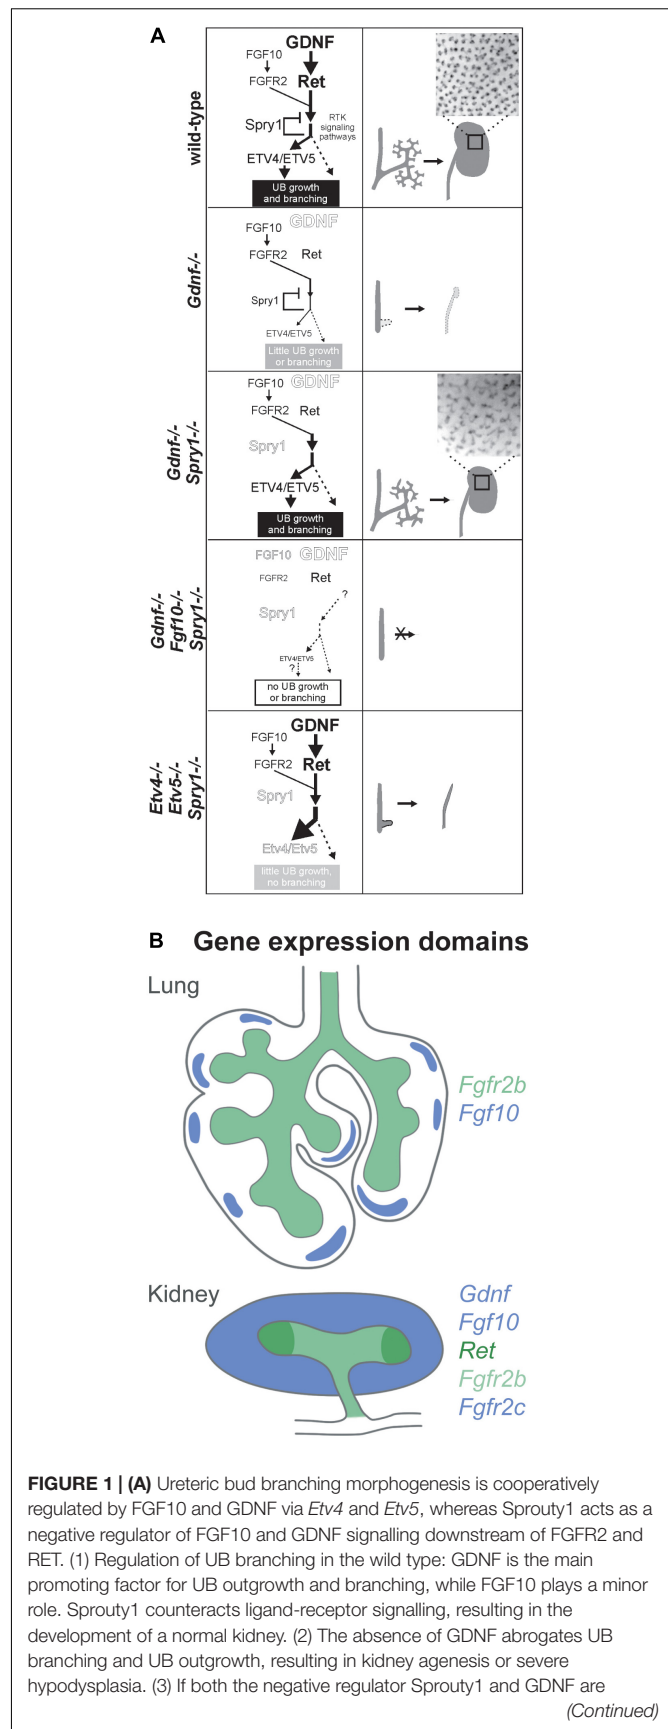 A
wild-type
GDNF
FGF10
FGFR2
Ret
Spry1
RTK
signaling
pathways
ETV4/ETV5
UB growth
and branching
Gdnf-/-
GDNF
FGF10
FGFR2
Ret
Spry1
ETV4/ETV5
Little UB growth
or branching
Gdnf-/-
Spry1-/-
FGF10
GDNF
FGFR2
Ret
Spry1
ETV4/ETV5
UB growth
and branching
Gdnf-/-
Fgf10-/-
Spry1-/-
FGF10
GDNF
FGFR2
Ret
?
Spry1
ETV4/ETV5
?
no UB growth
or branching
Etv4-/-
Etv5-/-
Spry1-/-
GDNF
FGF10
FGFR2
Ret
Spry1
Etv4/Etv5
little UB growth,
no branching
B Gene expression domains
Lung
Fgfr2b
Fgf10
Kidney
Gdnf
Fgf10
Ret
Fgfr2b
Fgfr2c
FIGURE 1 | (A) Ureteric bud branching morphogenesis is cooperatively
regulated by FGF10 and GDNF via Etv4 and Etv5, whereas Sprouty1 acts as a
negative regulator of FGF10 and GDNF signalling downstream of FGFR2 and
RET. (1) Regulation of UB branching in the wild type: GDNF is the main
promoting factor for UB outgrowth and branching, while FGF10 plays a minor
role. Sprouty1 counteracts ligand-receptor signalling, resulting in the
development of a normal kidney. (2) The absence of GDNF abrogates UB
branching and UB outgrowth, resulting in kidney agenesis or severe
hypodysplasia. (3) If both the negative regulator Sprouty1 and GDNF are
(Continued)